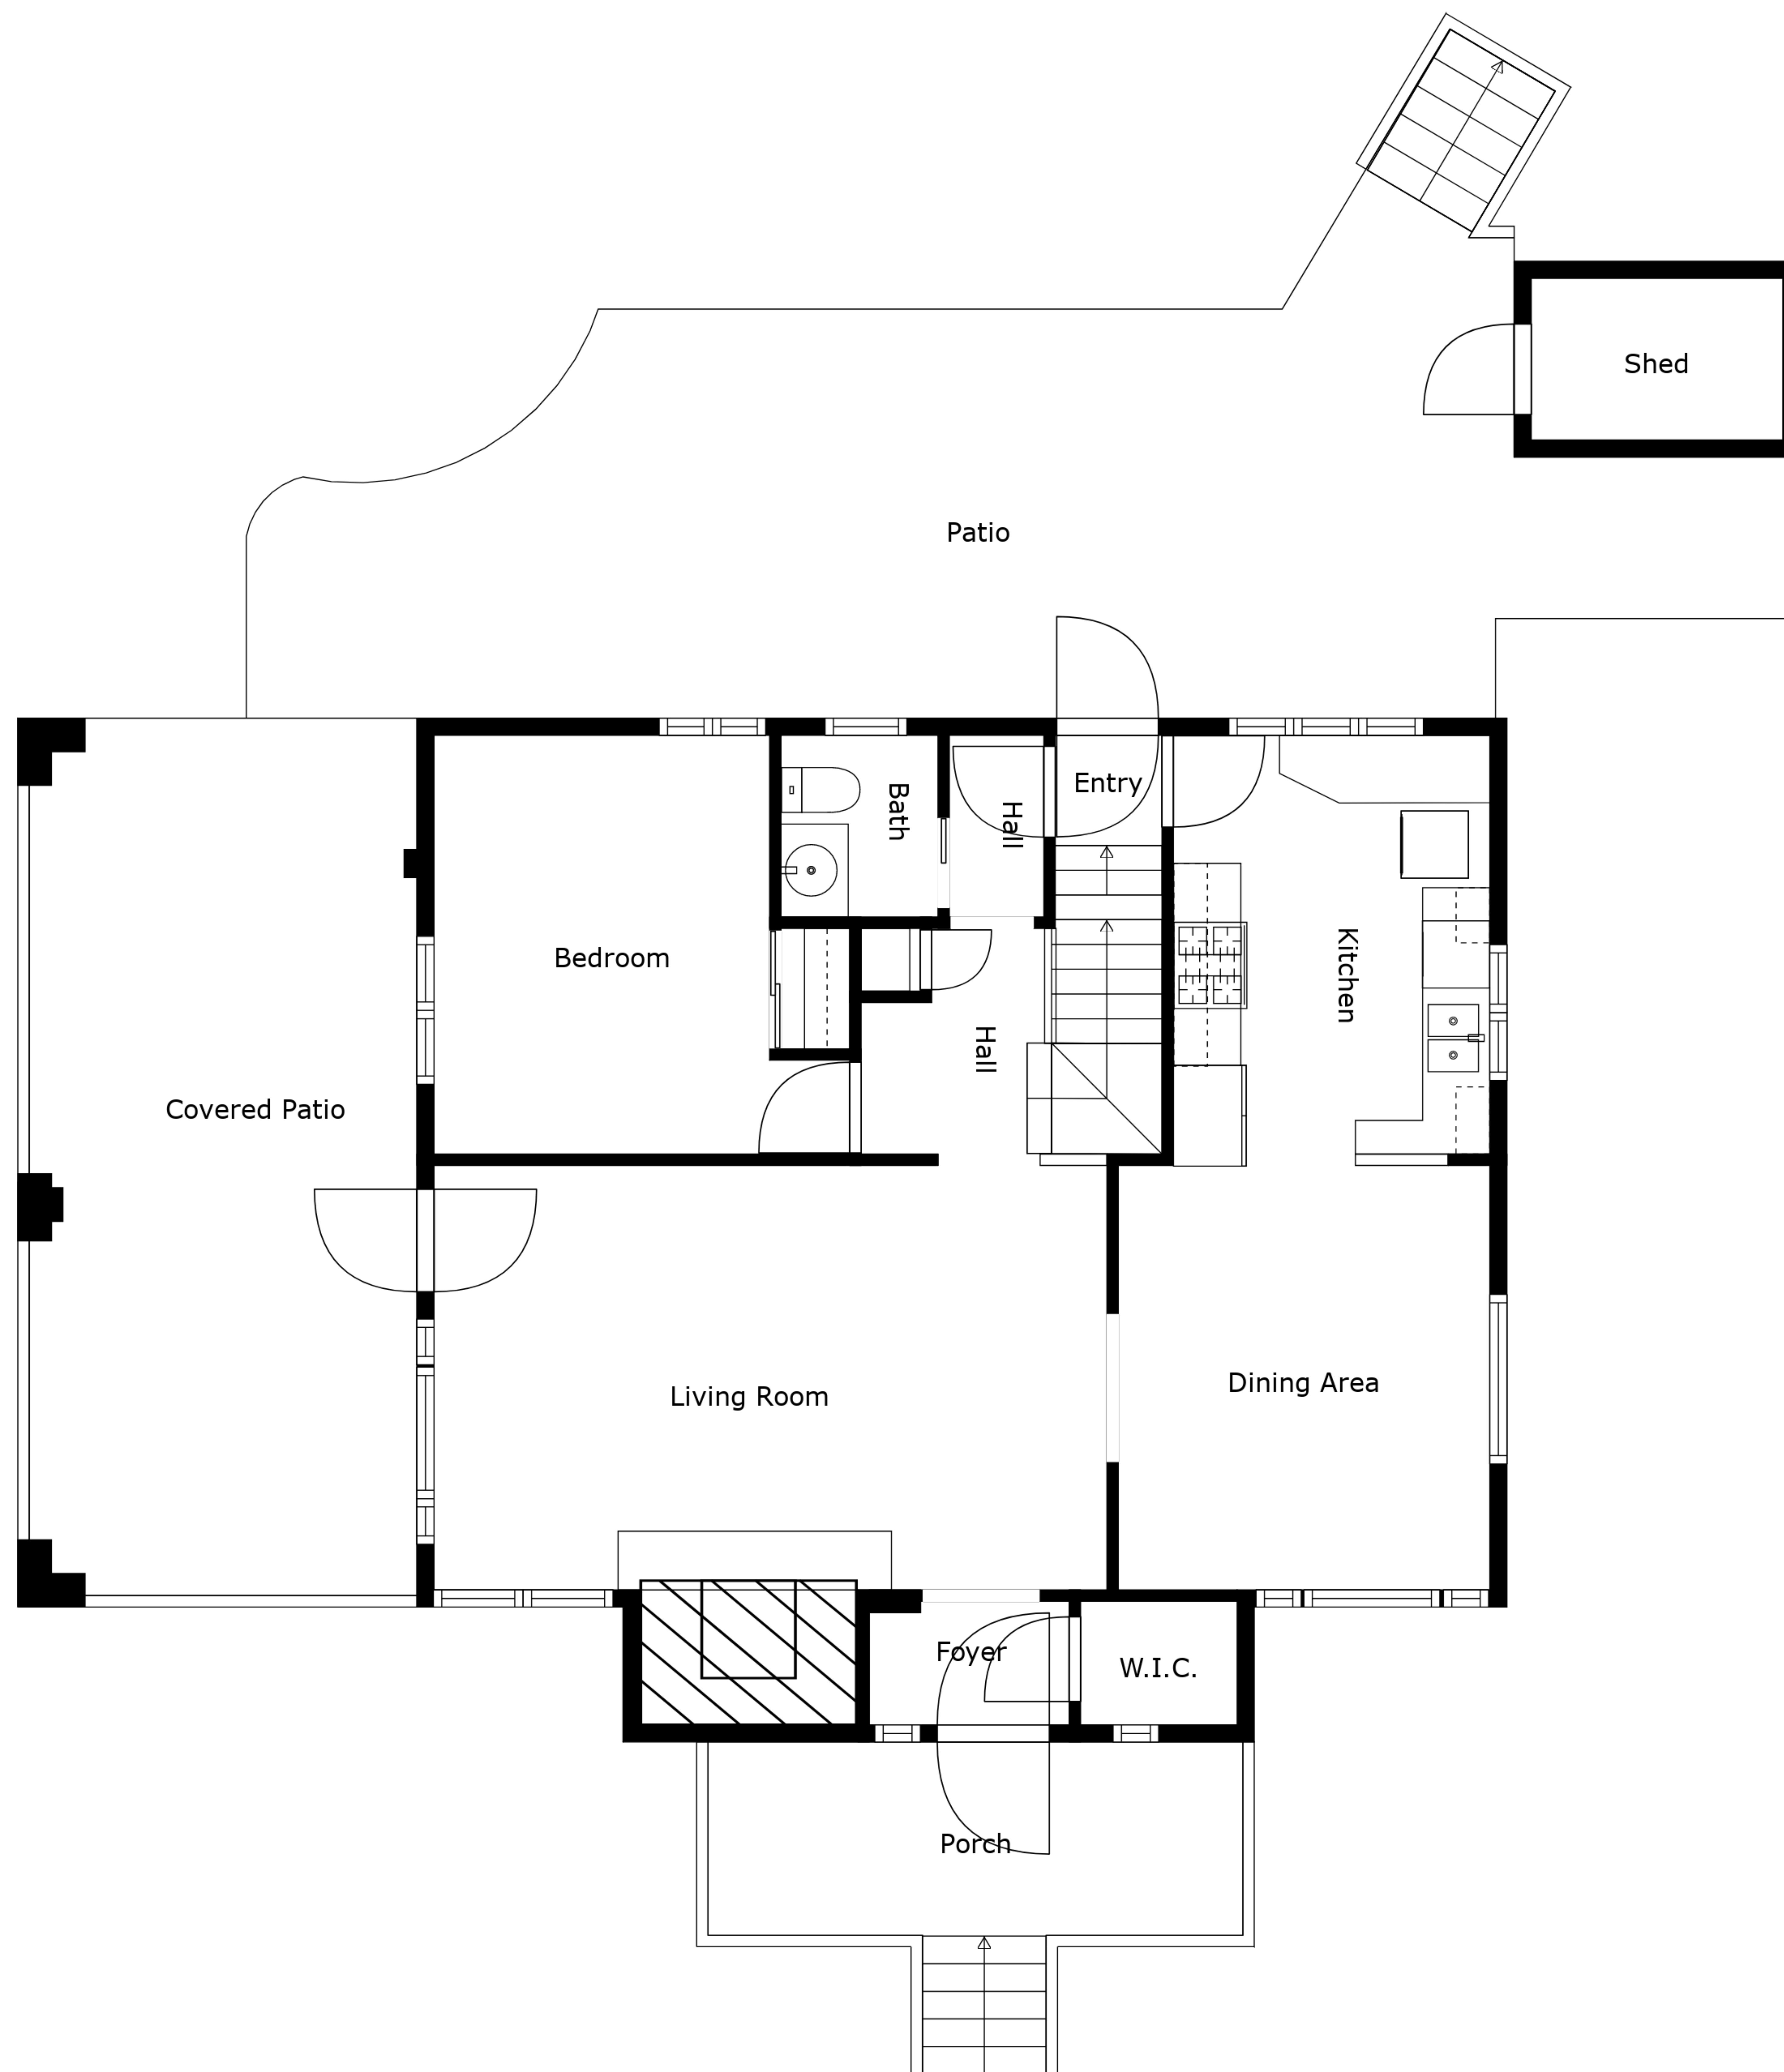 Shed
Patio
Entry
Bath
Hall
Bedroom
Kitchen
Hall
Covered Patio
Living Room
Dining Area
Foyer
W.I.C.
Porch